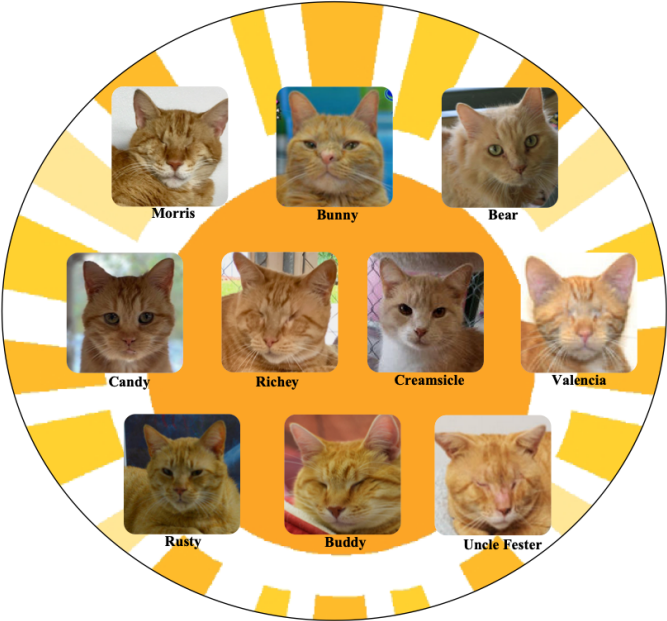 Morris
Bunny
Bear
Candy
Richey
Creamsicle
Valencia
Rusty
Buddy
Uncle Fester